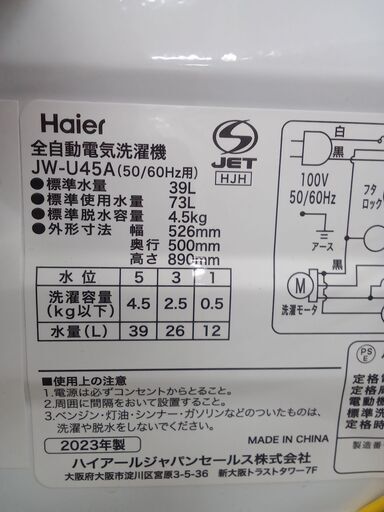 Haier
全自動電気洗濯機
JW-U45A(50/60Hz用)
●標準水量 39L
●標準使用水量 73L
●標準脱水容量 4.5kg
●外形寸法 幅 526mm
奥行 500mm
高さ 890mm
S
JET
HJH
白
黒
100V
50/60Hz
アース
フタ
ロック
黒
M
洗濯モータ
水位 5 3 1
洗濯容量(kg以下) 4.5 2.5 0.5
水量(L) 39 26 12
■使用上の注意
1.電源は必ずコンセントからとること。
2.周囲に間隔をおいて設置すること。
3.ベンジン・灯油・シンナー・ガソリンなどのついたものは、
洗濯や脱水をしないでください。
2023年製
MADE IN CHINA
ハイアールジャパンセールス株式会社
大阪府大阪市淀川区宮原3-5-36 新大阪トラストタワー7F
PS
E
定格電
定格周
電動機
標準洗
定格時
製造番